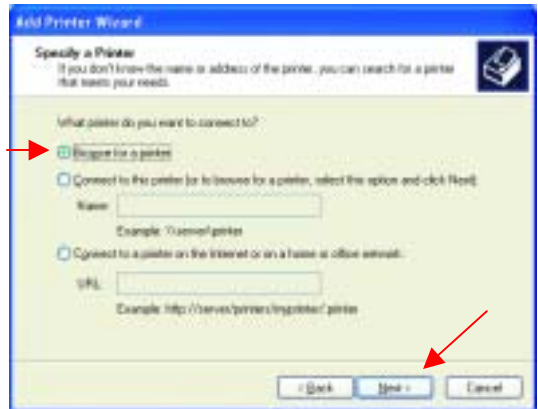 Add Printer Wizard
Specify a Printer
If you don't know the name or address of the printer, you can search for a printer
that meets your needs.
What printer do you want to connect to?
Browse for a printer
Connect to this printer (or to browse for a printer, select this option and click Next):
Name:
Example: \\server\printer
Connect to a printer on the Internet or on a home or office network:
URL:
Example: http://server/printers/myprinter/.printer
< Back
Next >
Cancel